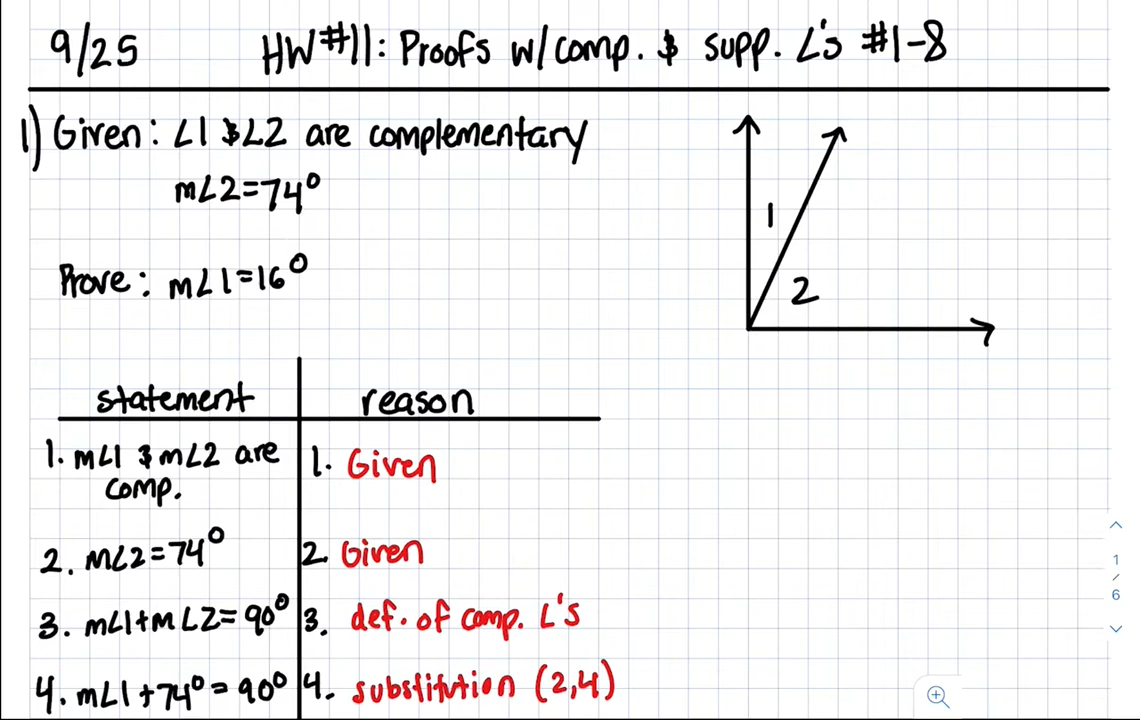 9/25 HW#11: Proofs w/comp. & supp. ∠'s #1-8
1) Given: ∠1 & ∠2 are complementary
m∠2=74°
Prove: m∠1=16°
1
2
statement reason
1. m∠1 & m∠2 are comp. 1. Given
2. m∠2=74° 2. Given
3. m∠1+m∠2=90° 3. def. of comp. ∠'s
4. m∠1+74°=90° 4. substitution (2,4)
1
/
6